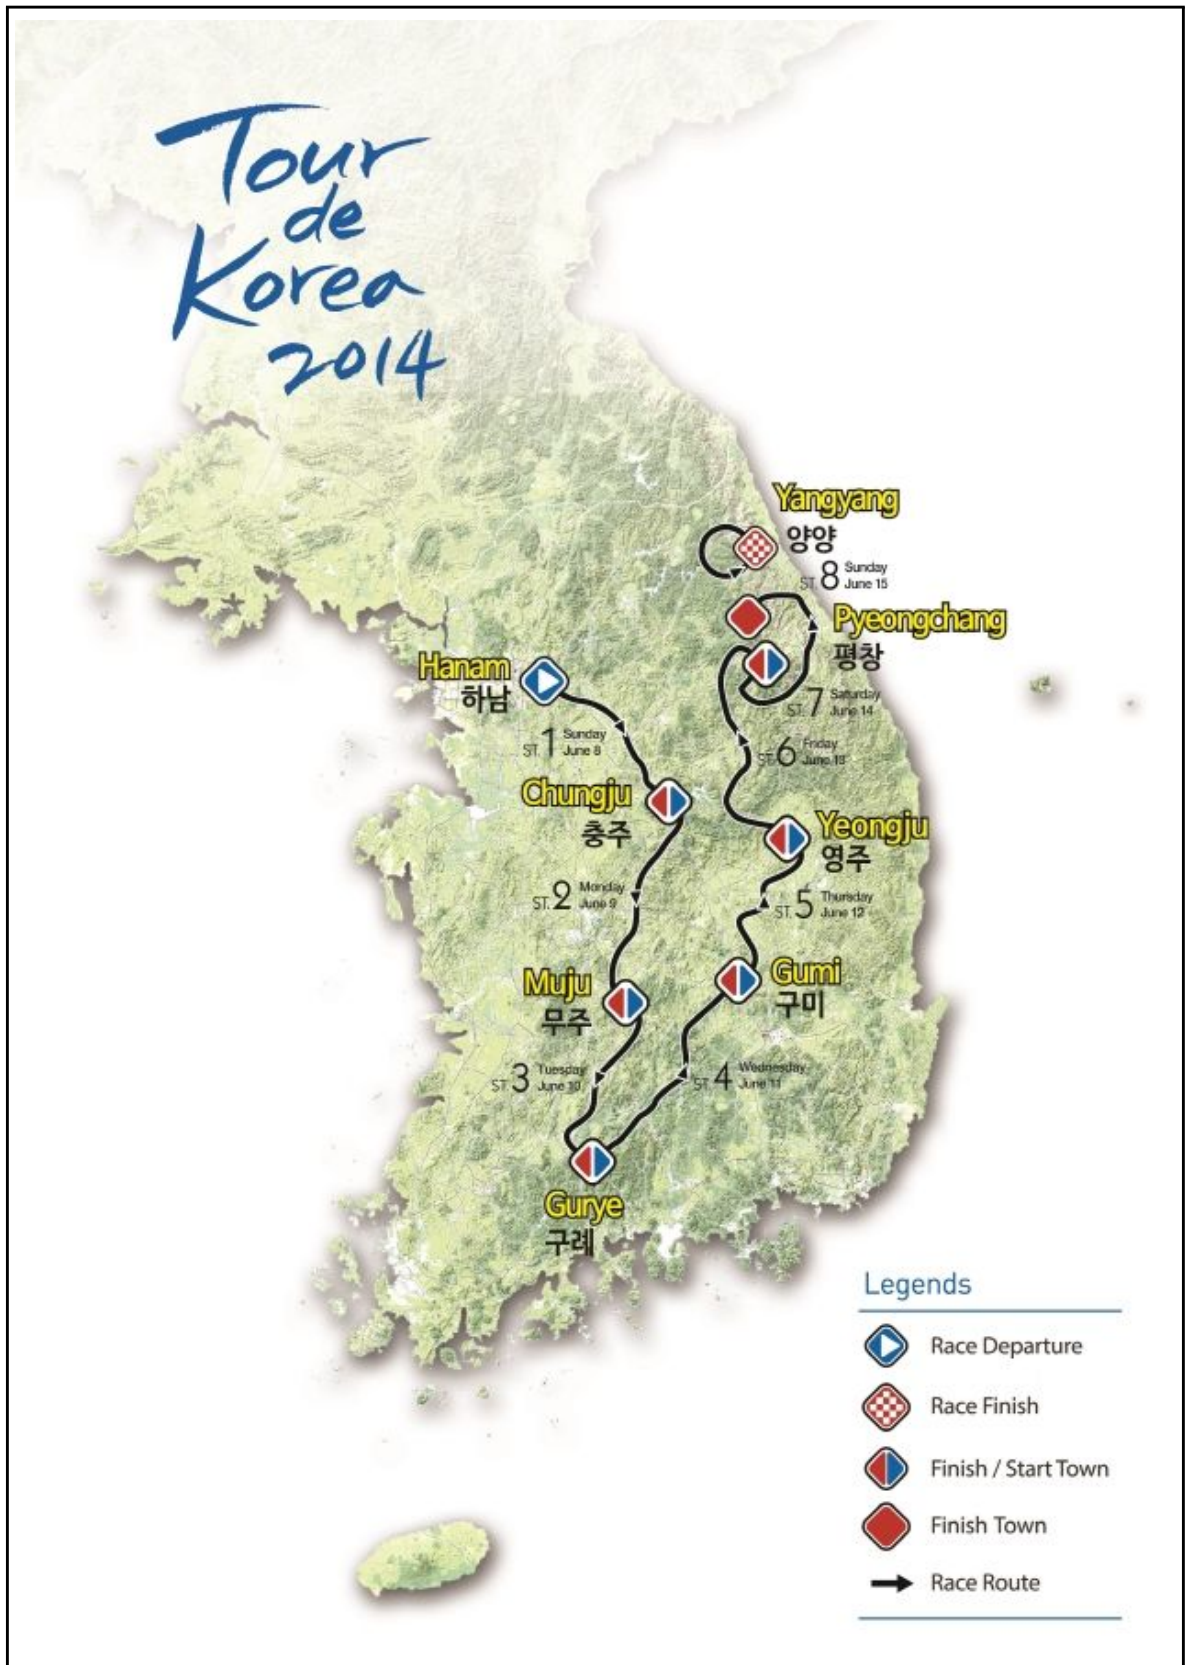 Tour
de
Korea
2014
Yangyang
양양
ST. 8 Sunday
June 15
Pyeongchang
평창
ST. 7 Saturday
June 14
Hanam
하남
ST. 1 Sunday
June 8
ST. 6 Friday
June 13
Chungju
충주
Yeongju
영주
ST. 2 Monday
June 9
ST. 5 Thursday
June 12
Muju
무주
Gumi
구미
ST. 3 Tuesday
June 10
ST. 4 Wednesday
June 11
Gurye
구례
Legends
Race Departure
Race Finish
Finish / Start Town
Finish Town
Race Route